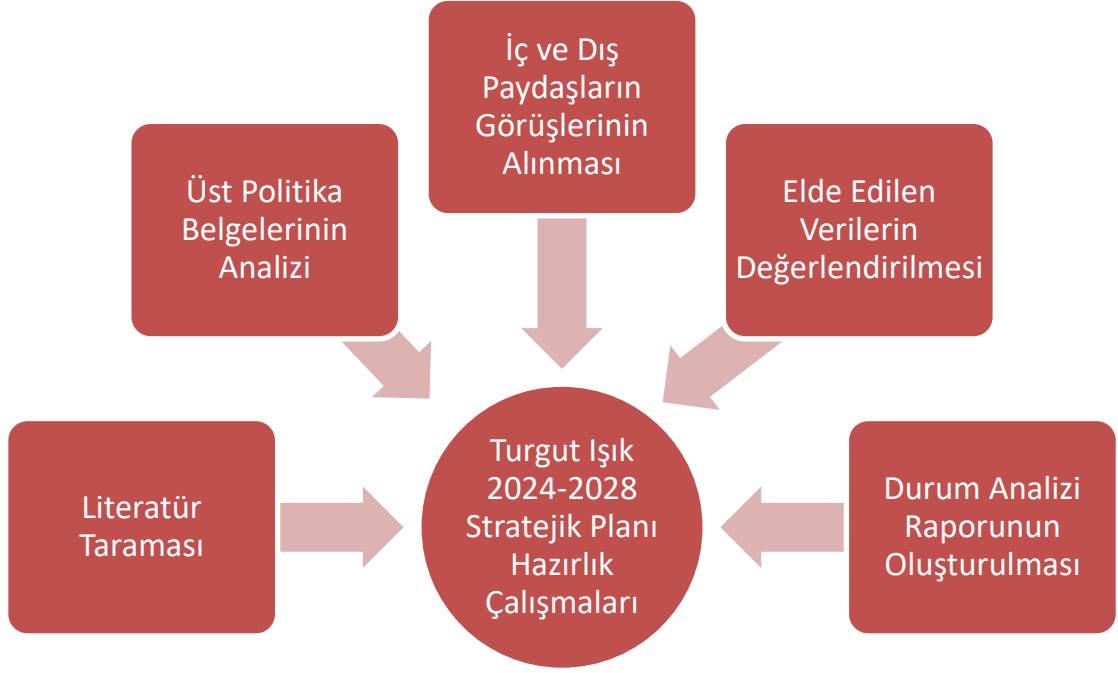 İç ve Dış
Paydaşların
Görüşlerinin
Alınması
Üst Politika
Belgelerinin
Analizi
Elde Edilen
Verilerin
Değerlendirilmesi
Literatür
Taraması
Turgut Işık
2024-2028
Stratejik Planı
Hazırlık
Çalışmaları
Durum Analizi
Raporunun
Oluşturulması